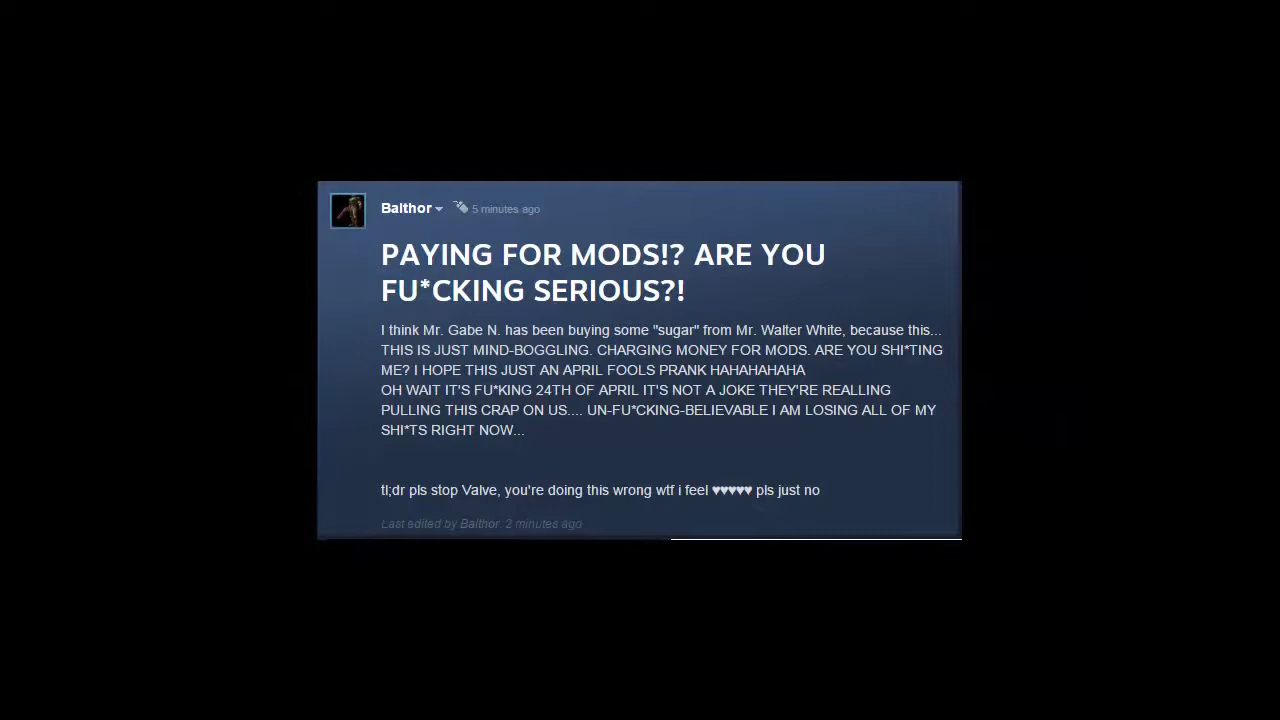 Balthor 5 minutes ago
PAYING FOR MODS!? ARE YOU
FU*CKING SERIOUS?!
I think Mr. Gabe N. has been buying some "sugar" from Mr. Walter White, because this...
THIS IS JUST MIND-BOGGLING. CHARGING MONEY FOR MODS. ARE YOU SHI*TING
ME? I HOPE THIS JUST AN APRIL FOOLS PRANK HAHAHAHAHA
OH WAIT IT'S FU*KING 24TH OF APRIL IT'S NOT A JOKE THEY'RE REALLING
PULLING THIS CRAP ON US.... UN-FU*CKING-BELIEVABLE I AM LOSING ALL OF MY
SHI*TS RIGHT NOW...
tl;dr pls stop Valve, you're doing this wrong wtf i feel ♥♥♥♥♥ pls just no
Last edited by Balthor; 2 minutes ago